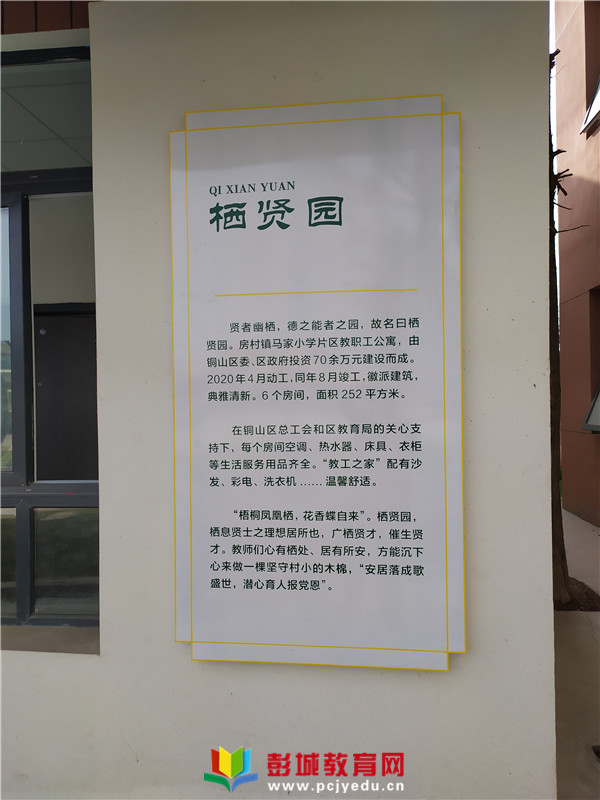 QI XIAN YUAN
栖贤园
贤者幽栖，德之能者之园，故名曰栖
贤园。房村镇马家小学片区教职工公寓，由
铜山区委、区政府投资70余万元建设而成。
2020年4月动工，同年8月竣工，徽派建筑，
典雅清新。6个房间，面积252平方米。
在铜山区总工会和区教育局的关心支
持下，每个房间空调、热水器、床具、衣柜
等生活服务用品齐全。“教工之家”配有沙
发、彩电、洗衣机……温馨舒适。
“梧桐凤凰栖，花香蝶自来”。栖贤园，
栖息贤士之理想居所也，广栖贤才，催生贤
才。教师们心有栖处、居有所安，方能沉下
心来做一棵坚守村小的木棉，“安居落成歌
盛世，潜心育人报党恩”。
彭城教育网
www.pcjyedu.cn